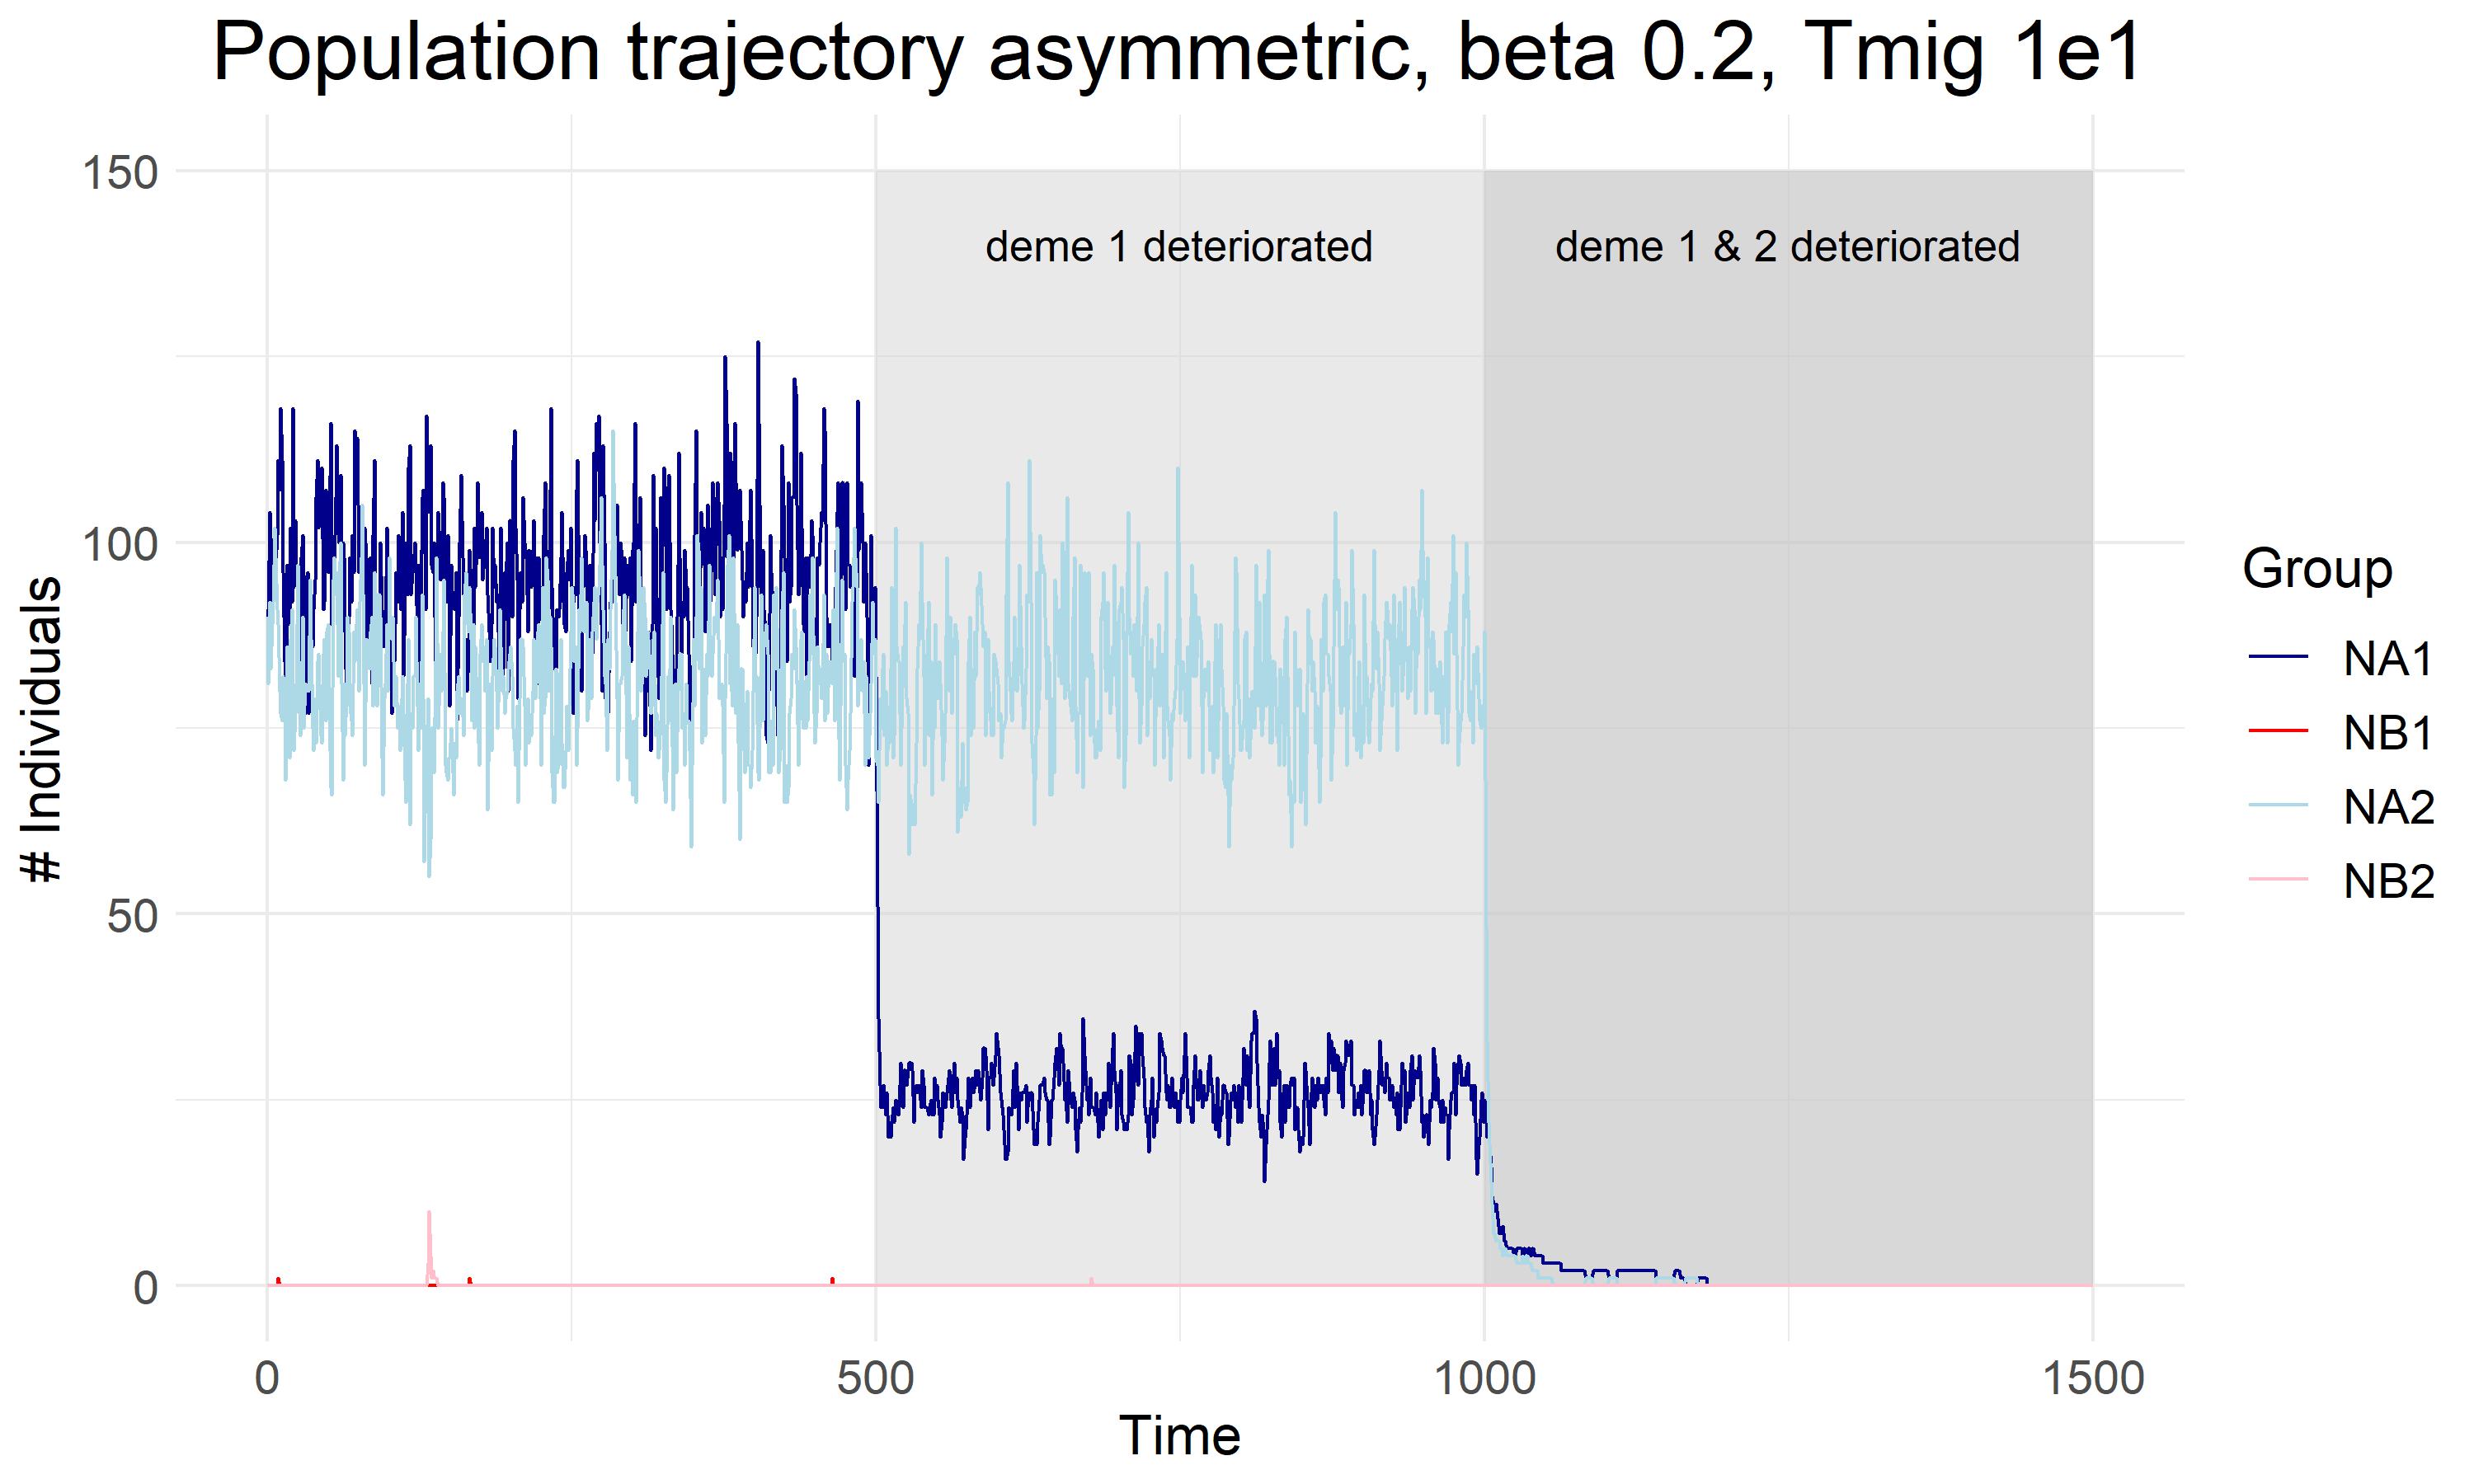 Population trajectory asymmetric, beta 0.2, Tmig 1e1
150
100
50
0
# Individuals
deme 1 deteriorated
deme 1 & 2 deteriorated
0
500
1000
1500
Time
Group
NA1
NB1
NA2
NB2